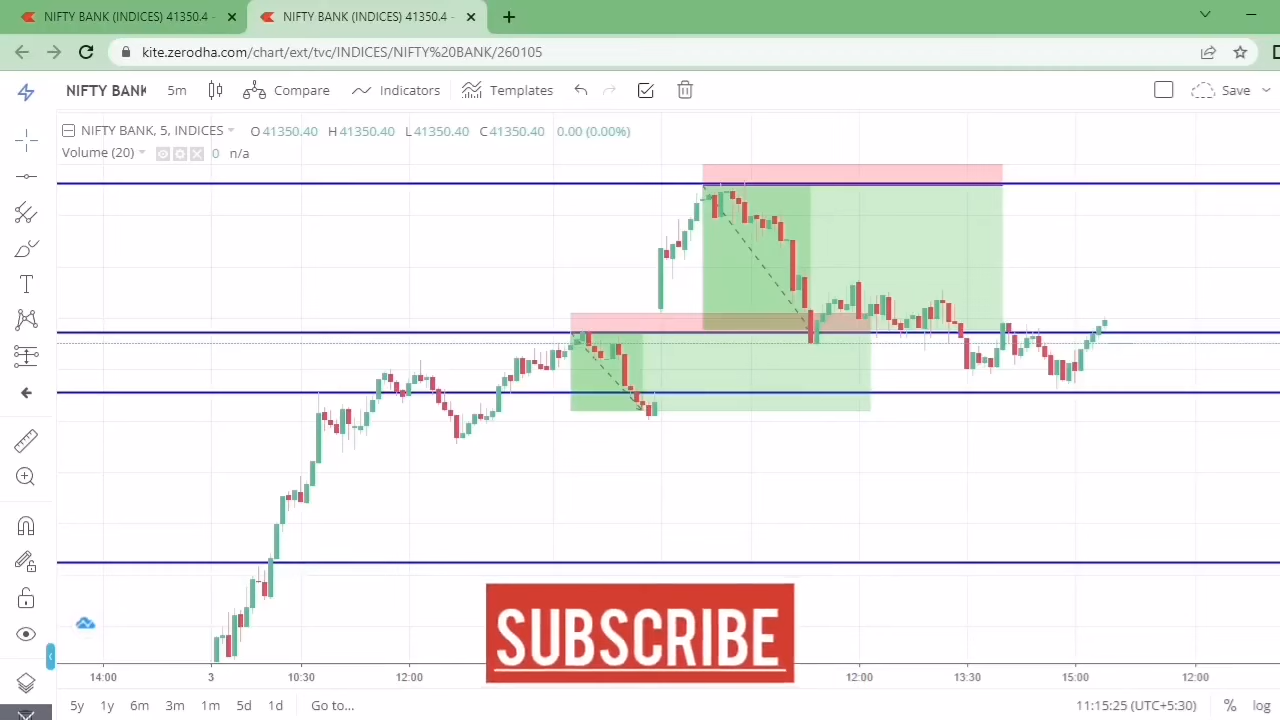 NIFTY BANK (INDICES) 41350.4 -
NIFTY BANK (INDICES) 41350.4 -
kite.zerodha.com/chart/ext/tvc/INDICES/NIFTY%20BANK/260105
NIFTY BANK 5m Compare Indicators Templates Save
NIFTY BANK, 5, INDICES O 41350.40 H 41350.40 L 41350.40 C 41350.40 0.00 (0.00%)
Volume (20) 0 n/a
SUBSCRIBE
14:00 3 10:30 12:00 12:00 13:30 15:00 12:00
5y 1y 6m 3m 1m 5d 1d Go to... 11:15:25 (UTC+5:30) % log